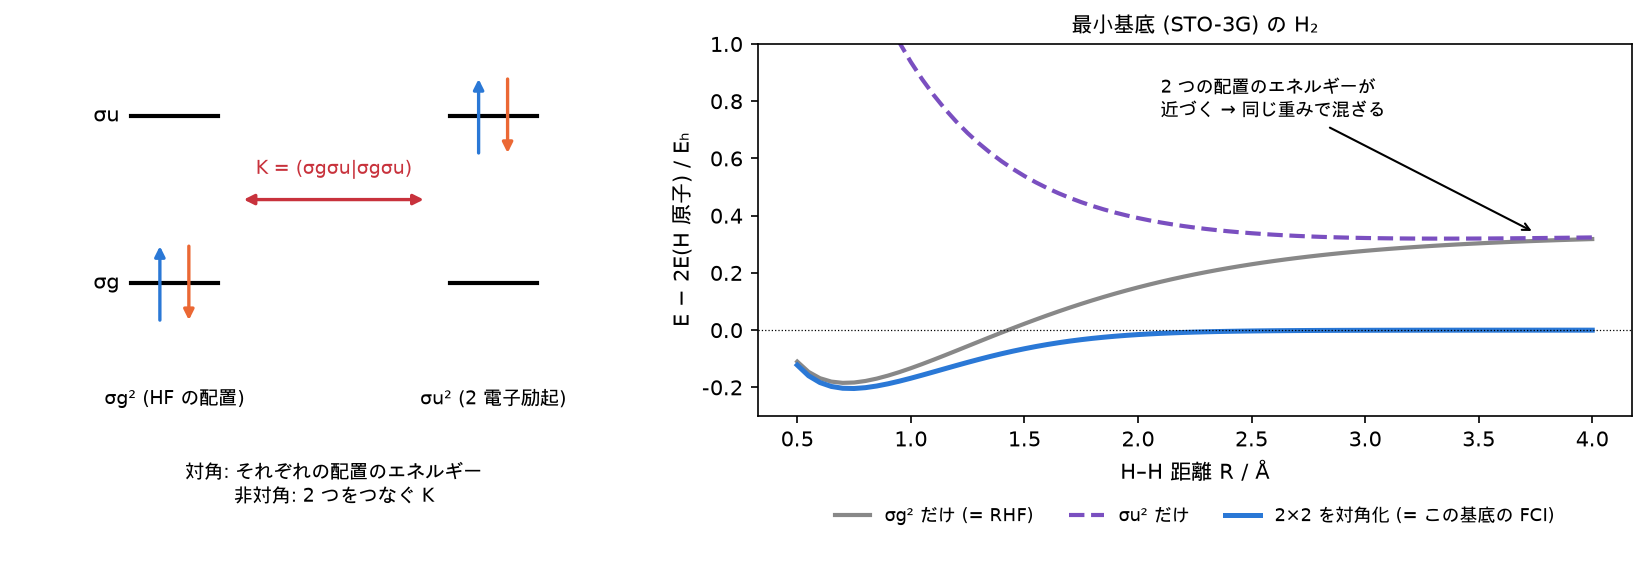 σu
K = (σgσu|σgσu)
σg
σg² (HF の配置)
σu² (2 電子励起)
対角: それぞれの配置のエネルギー
非対角: 2 つをつなぐ K
最小基底 (STO-3G) の H₂
E − 2E(H 原子) / Eₕ
1.0
0.8
0.6
0.4
0.2
0.0
-0.2
2 つの配置のエネルギーが
近づく → 同じ重みで混ざる
0.5 1.0 1.5 2.0 2.5 3.0 3.5 4.0
H–H 距離 R / Å
σg² だけ (= RHF)
σu² だけ
2×2 を対角化 (= この基底の FCI)